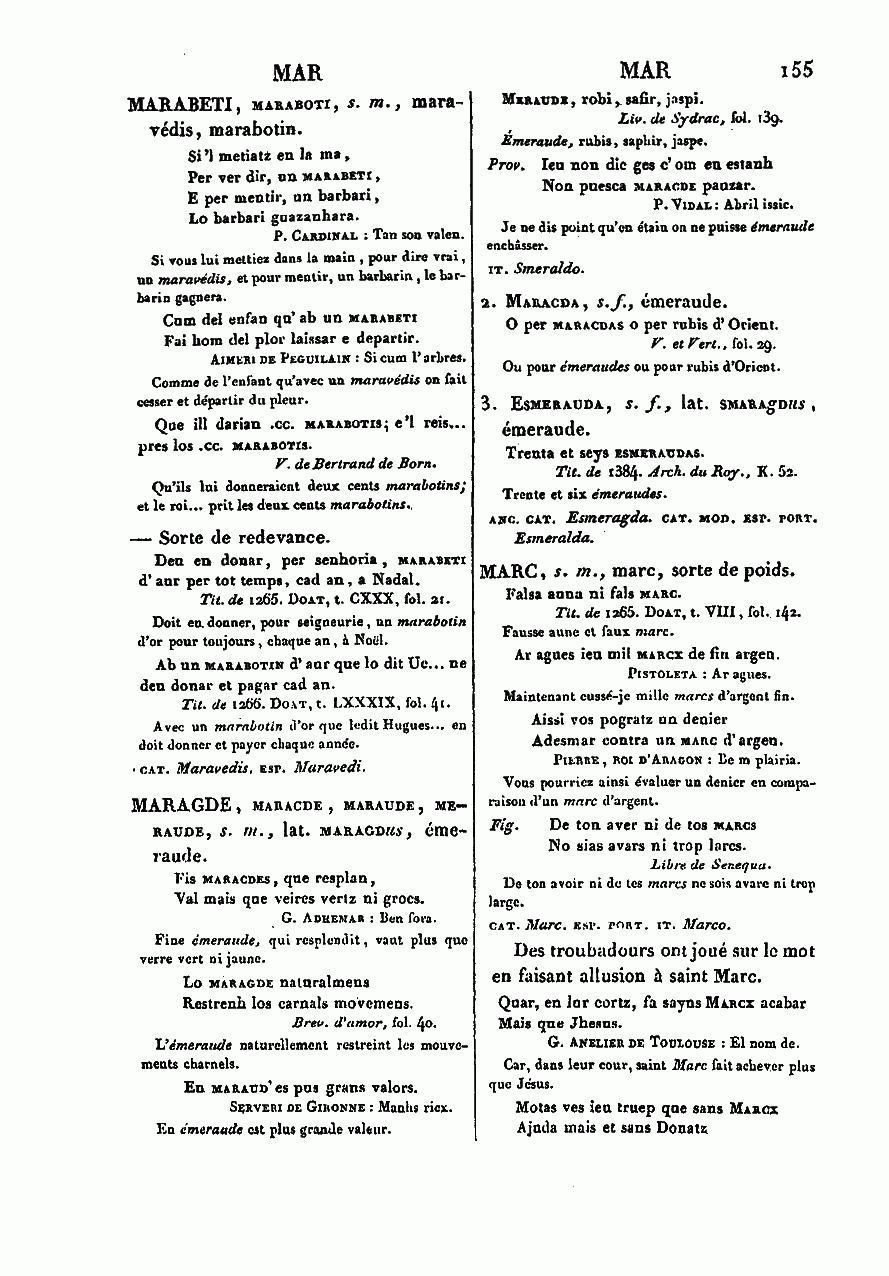 MAR
MAR 155
MARABETI, MARABOTI, s. m., mara-
védis, marabotin.
Si'l metiatz en la ma,
Per ver dir, un MARABETI,
E per mentir, un barbari,
Lo barbari guazanhara.
P. CARDINAL : Tan son valen.
Si vous lui mettiez dans la main, pour dire vrai,
un maravédis, et pour mentir, un barbarin, le bar-
barin gagnera.
Cum del enfan qu'ab un MARABETI
Fai hom del plor laissar e departir.
AIMERI DE PEGUILAIN : Si cum l'arbres.
Comme de l'enfant qu'avec un maravédis on fait
cesser et départir du pleur.
Que ill darian .cc. MARABOTIS; e'l reis...
pres los .cc. MARABOTIS.
V. de Bertrand de Born.
Qu'ils lui donneraient deux cents marabotins;
et le roi... prit les deux cents marabotins.
— Sorte de redevance.
Deu en donar, per senhoria, MARABETI
d'aur per tot temps, cad an, a Nadal.
Tit. de 1265. DOAT, t. CXXX, fol. 21.
Doit en donner, pour seigneurie, un marabotin
d'or pour toujours, chaque an, à Noël.
Ab un MARABOTIN d'aur que lo dit Uc... ne
deu donar et pagar cad an.
Tit. de 1266. DOAT, t. LXXXIX, fol. 41.
Avec un marabotin d'or que ledit Hugues... en
doit donner et payer chaque année.
CAT. Maravedis. ESP. Maravedi.
MARAGDE, MARACDE, MARAUDE, ME-
RAUDE, s. m., lat. MARAGDus, éme-
raude.
Fis MARACDES, que resplan,
Val mais que veires vertz ni grocs.
G. ADHEMAR : Ben fora.
Fine émeraude, qui resplendit, vaut plus que
verre vert ni jaune.
Lo MARAGDE naturalmens
Restrenh los carnals movemens.
Brev. d'amor, fol. 40.
L'émeraude naturellement restreint les mouve-
ments charnels.
En MARAUD'es pus grans valors.
SERVERI DE GIRONNE : Manhs ricx.
En émeraude est plus grande valeur.
MERAUDE, robi, safir, jaspi.
Liv. de Sydrac, fol. 139.
Émeraude, rubis, saphir, jaspe.
Prov. Ieu non dic ges c'om en estanh
Non puesca MARACDE pauzar.
P. VIDAL : Abril issic.
Je ne dis point qu'en étain on ne puisse émeraude
enchâsser.
IT. Smeraldo.
2. MARACDA, s. f., émeraude.
O per MARACDAS o per rubis d'Orient.
V. et Vert., fol. 29.
Ou pour émeraudes ou pour rubis d'Orient.
3. ESMERAUDA, s. f., lat. SMARAgDus,
émeraude.
Trenta et seys ESMERAUDAS.
Tit. de 1384. Arch. du Roy., K. 52.
Trente et six émeraudes.
ANC. CAT. Esmeragda. CAT. MOD. ESP. PORT.
Esmeralda.
MARC, s. m., marc, sorte de poids.
Falsa auna ni fals MARC.
Tit. de 1265. DOAT, t. VIII, fol. 142.
Fausse aune et faux marc.
Ar agues ieu mil MARCX de fin argen.
PISTOLETA : Ar agues.
Maintenant eussé-je mille marcs d'argent fin.
Aissi vos pogratz un denier
Adesmar contra un MARC d'argen.
PIERRE, ROI D'ARAGON : Be m plairia.
Vous pourriez ainsi évaluer un denier en compa-
raison d'un marc d'argent.
Fig. De ton aver ni de tos MARCS
No sias avars ni trop larcs.
Libre de Senequa.
De ton avoir ni de tes marcs ne sois avare ni trop
large.
CAT. Marc. ESP. PORT. IT. Marco.
Des troubadours ont joué sur le mot
en faisant allusion à saint Marc.
Quar, en lur cortz, fa sayns MARCX acabar
Mais que Jhesus.
G. ANELIER DE TOULOUSE : El nom de.
Car, dans leur cour, saint Marc fait achever plus
que Jésus.
Motas ves ieu truep que sans MARCX
Ajuda mais et sans Donatz